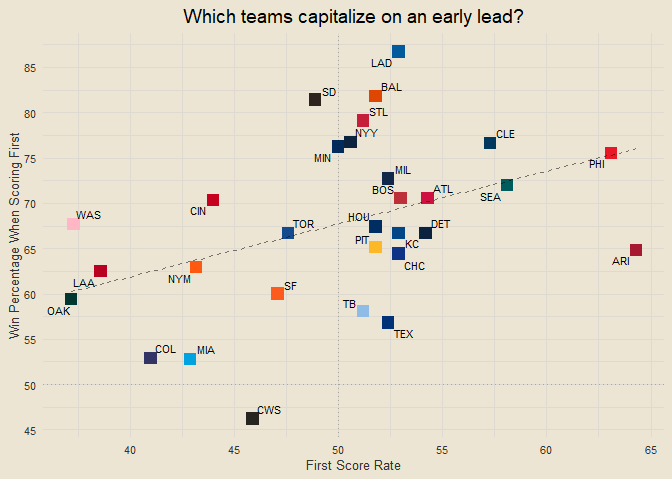 Which teams capitalize on an early lead?
Win Percentage When Scoring First
85
80
75
70
65
60
55
50
45
LAD
BAL
SD
STL
NYY
MIN
CLE
PHI
MIL
BOS
ATL
SEA
CIN
WAS
HOU
DET
TOR
PIT
KC
CHC
ARI
LAA
NYM
OAK
SF
TB
TEX
COL
MIA
CWS
40
45
50
55
60
65
First Score Rate